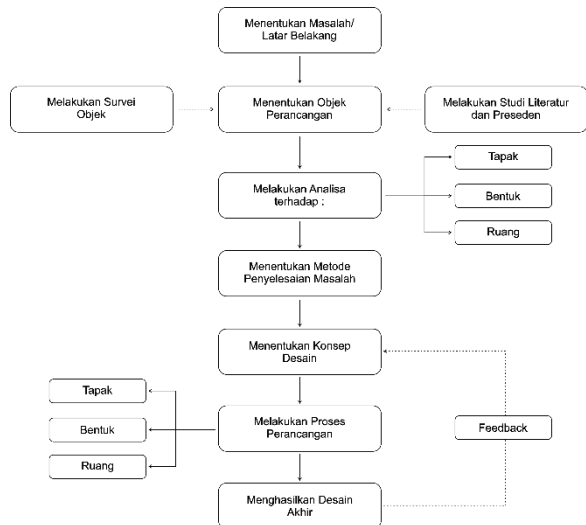 Menentukan Masalah/
Latar Belakang
Melakukan Survei
Objek
Menentukan Objek
Perancangan
Melakukan Studi Literatur
dan Preseden
Melakukan Analisa
terhadap :
Tapak
Bentuk
Ruang
Menentukan Metode
Penyelesaian Masalah
Menentukan Konsep
Desain
Tapak
Bentuk
Ruang
Melakukan Proses
Perancangan
Feedback
Menghasilkan Desain
Akhir